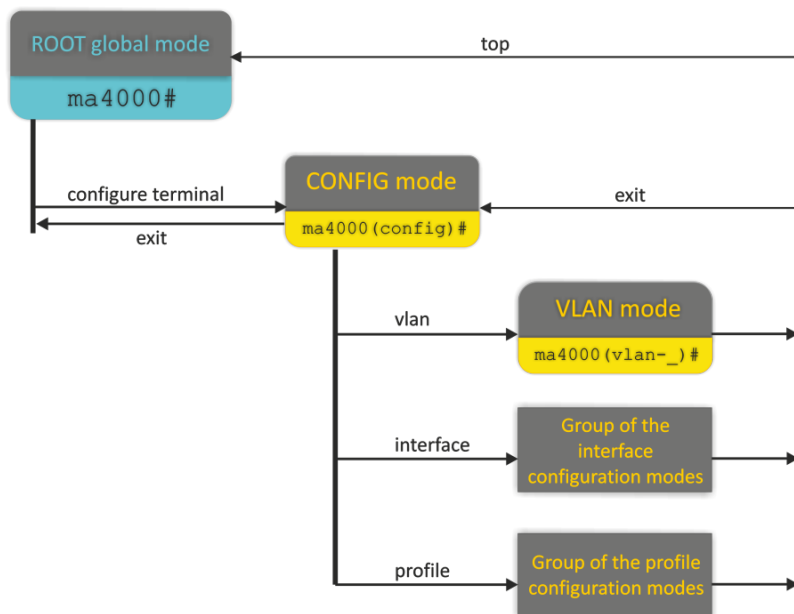 ROOT global mode
top
ma4000#
CONFIG mode
configure terminal
exit
exit
ma4000(config)#
VLAN mode
vlan
ma4000(vlan-_)#
Group of the
interface
configuration modes
interface
Group of the profile
configuration modes
profile